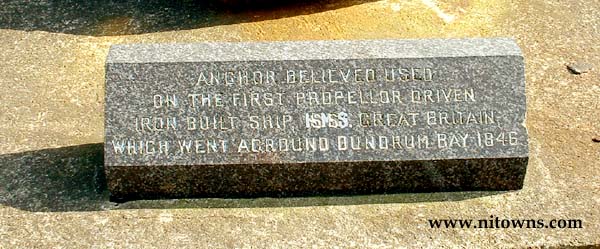 ANCHOR BELIEVED USED
ON THE FIRST PROPELLOR DRIVEN
IRON BUILT SHIP, GREAT BRITAIN,
WHICH WENT AGROUND DUNDRUM BAY 1846
www.nitowns.com